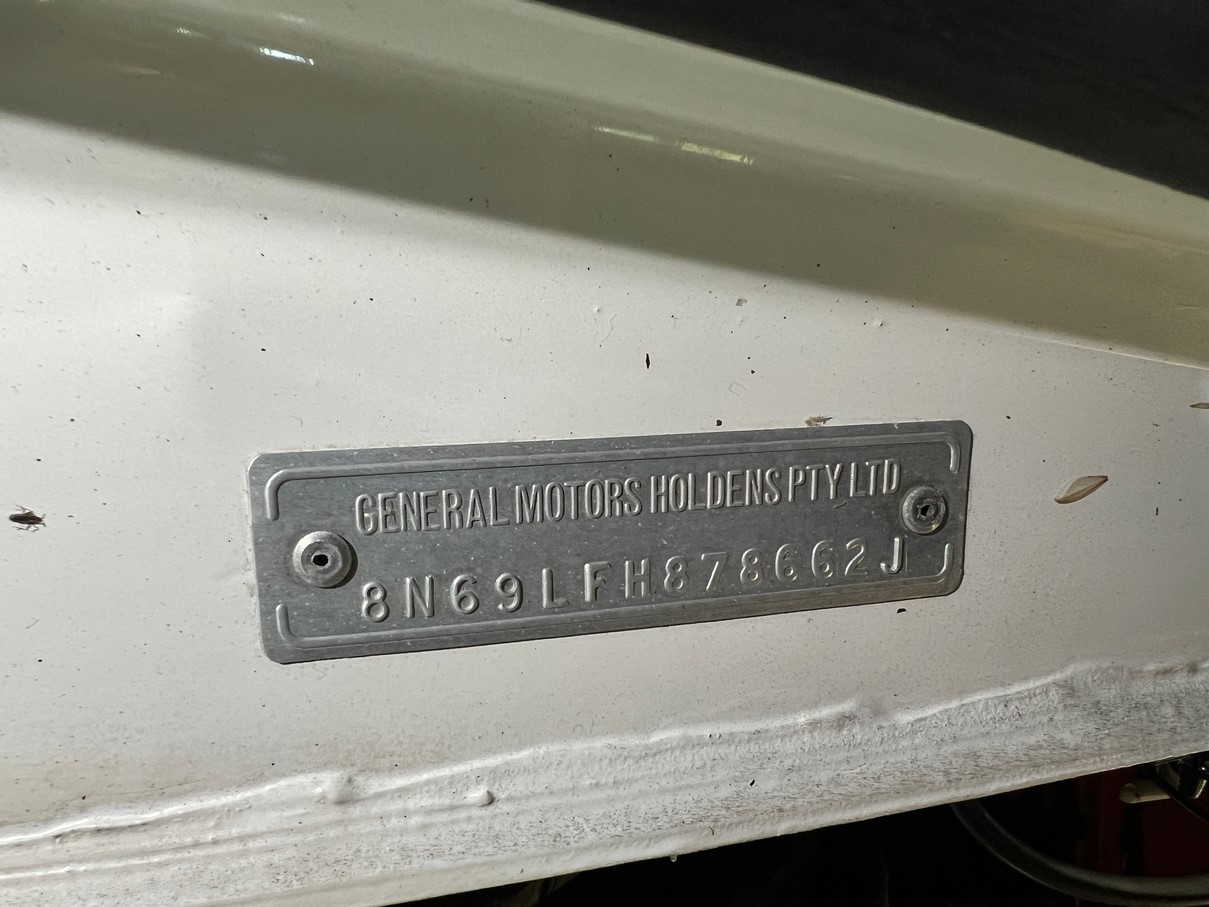 GENERAL MOTORS HOLDENS PTY LTD
8N69LFH878662J